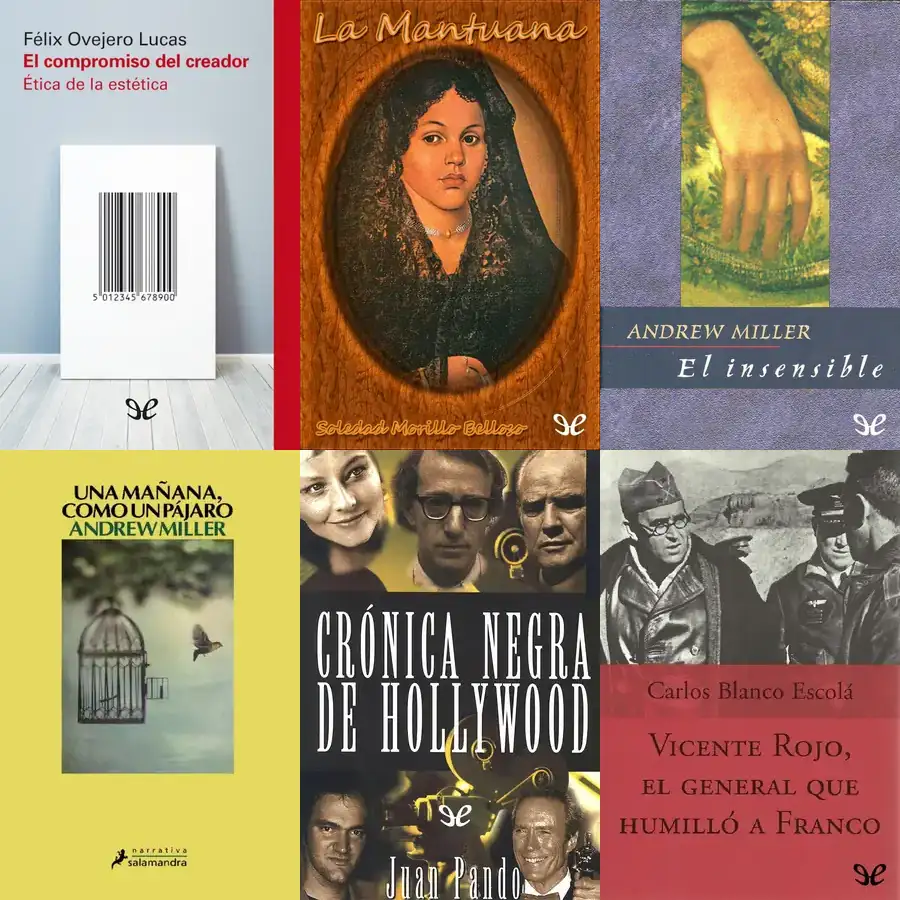 Félix Ovejero Lucas
El compromiso del creador
Ética de la estética
5 012345 678900
La Mantuana
Soledad Morillo Belloso
ANDREW MILLER
El insensible
UNA MAÑANA,
COMO UN PÁJARO
ANDREW MILLER
narrativa
salamandra
CRÓNICA NEGRA
DE HOLLYWOOD
Juan Pando
Carlos Blanco Escolá
VICENTE ROJO,
EL GENERAL QUE
HUMILLÓ A FRANCO